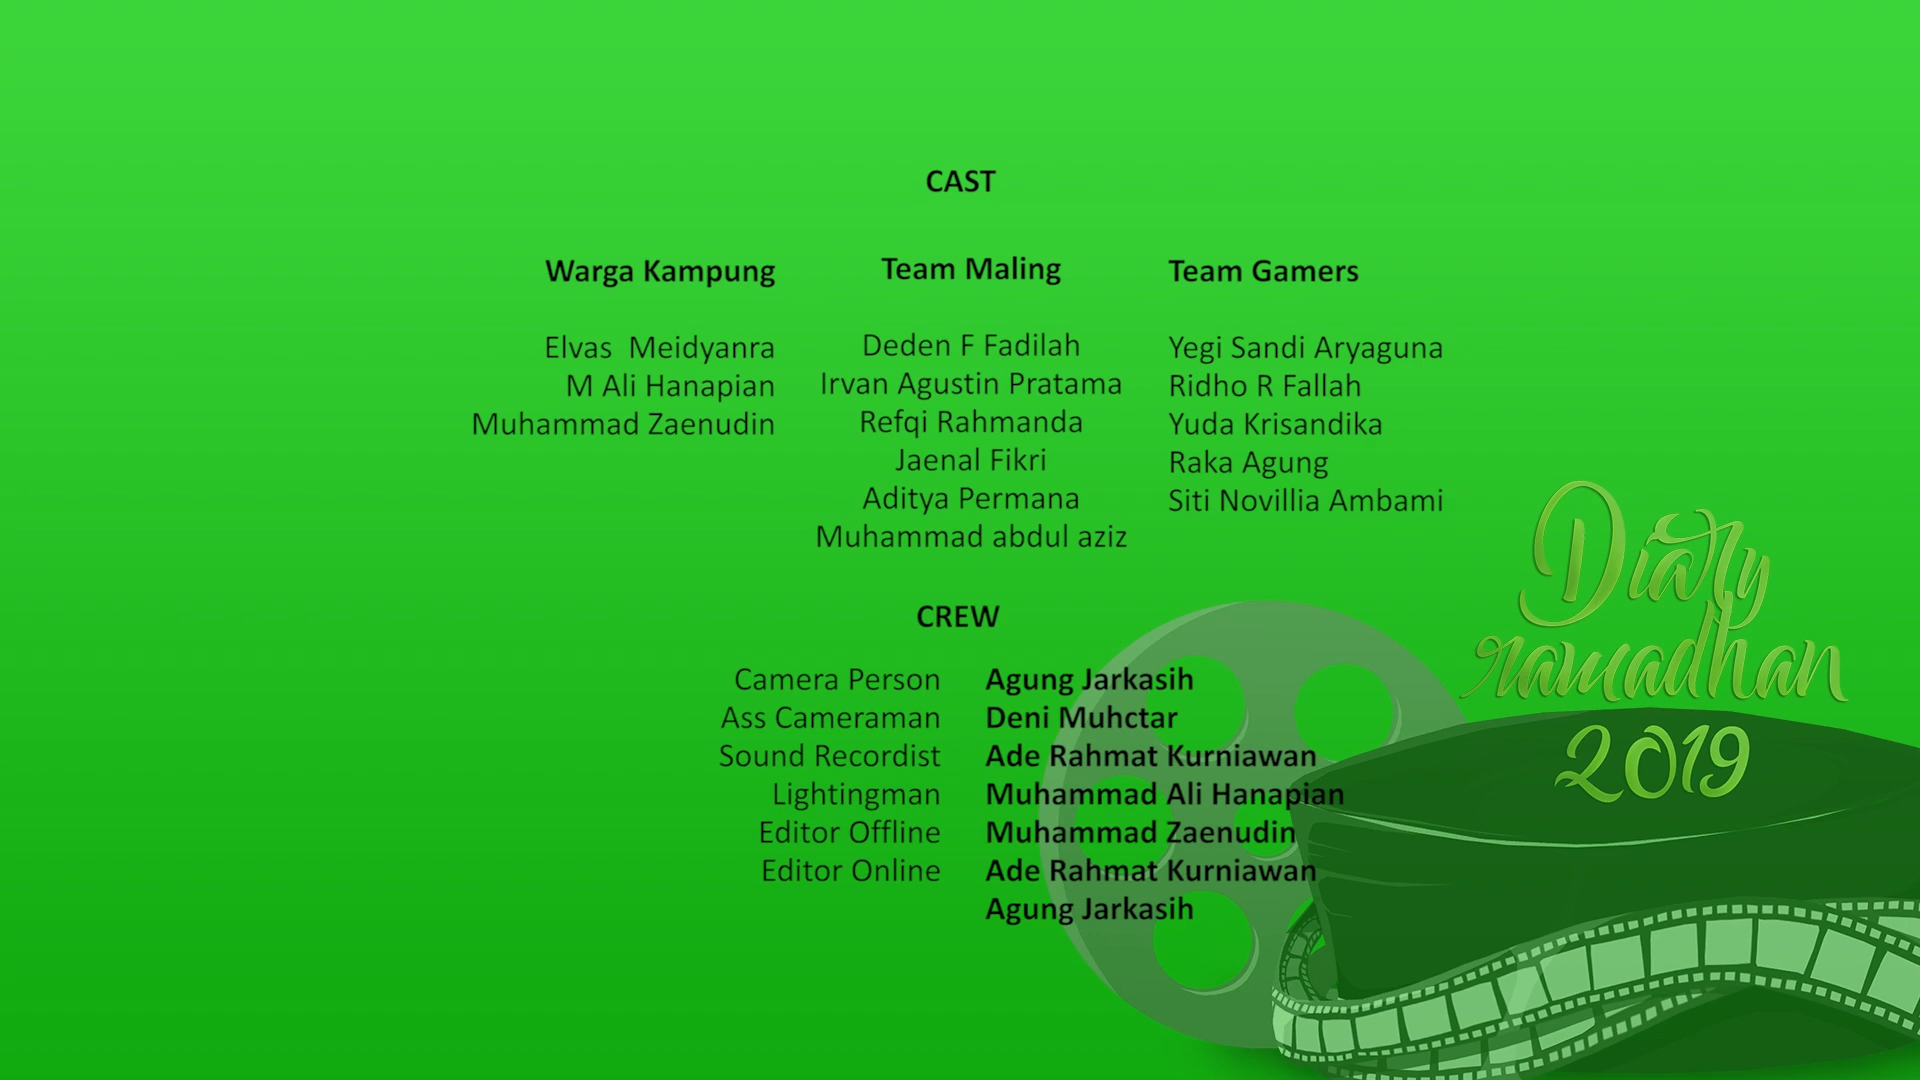 CAST
Warga Kampung
Elvas  Meidyanra
M Ali Hanapian
Muhammad Zaenudin
Team Maling
Deden F Fadilah
Irvan Agustin Pratama
Refqi Rahmanda
Jaenal Fikri
Aditya Permana
Muhammad abdul aziz
Team Gamers
Yegi Sandi Aryaguna
Ridho R Fallah
Yuda Krisandika
Raka Agung
Siti Novillia Ambami
CREW
Camera Person Agung Jarkasih
Ass Cameraman Deni Muhctar
Sound Recordist Ade Rahmat Kurniawan
Lightingman Muhammad Ali Hanapian
Editor Offline Muhammad Zaenudin
Editor Online Ade Rahmat Kurniawan
Agung Jarkasih
Diary
ramadhan
2019